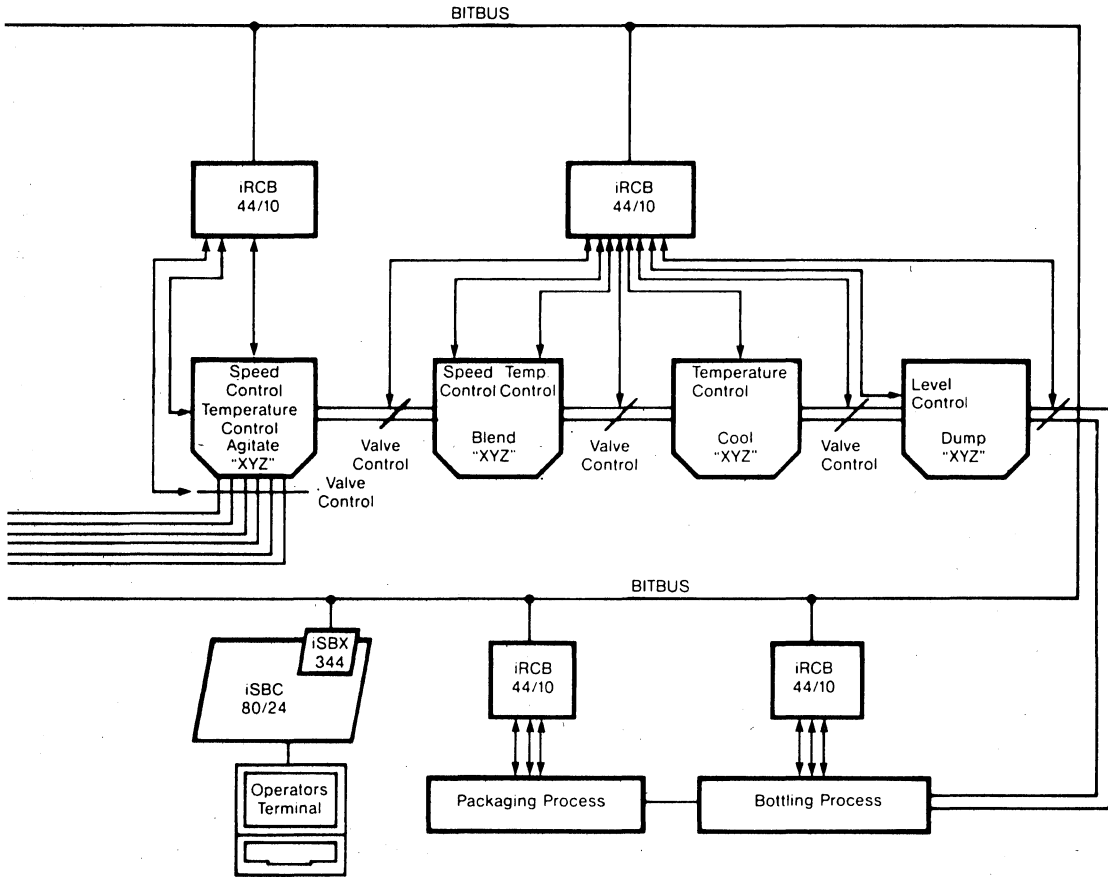 BITBUS
iRCB
44/10
iRCB
44/10
Speed
Control
Temperature
Control
Agitate
"XYZ"
Valve
Control
Valve
Control
Speed Temp.
Control Control
Blend
"XYZ"
Valve
Control
Temperature
Control
Cool
"XYZ"
Valve
Control
Level
Control
Dump
"XYZ"
BITBUS
iSBX
344
iSBC
80/24
Operators
Terminal
iRCB
44/10
Packaging Process
iRCB
44/10
Bottling Process